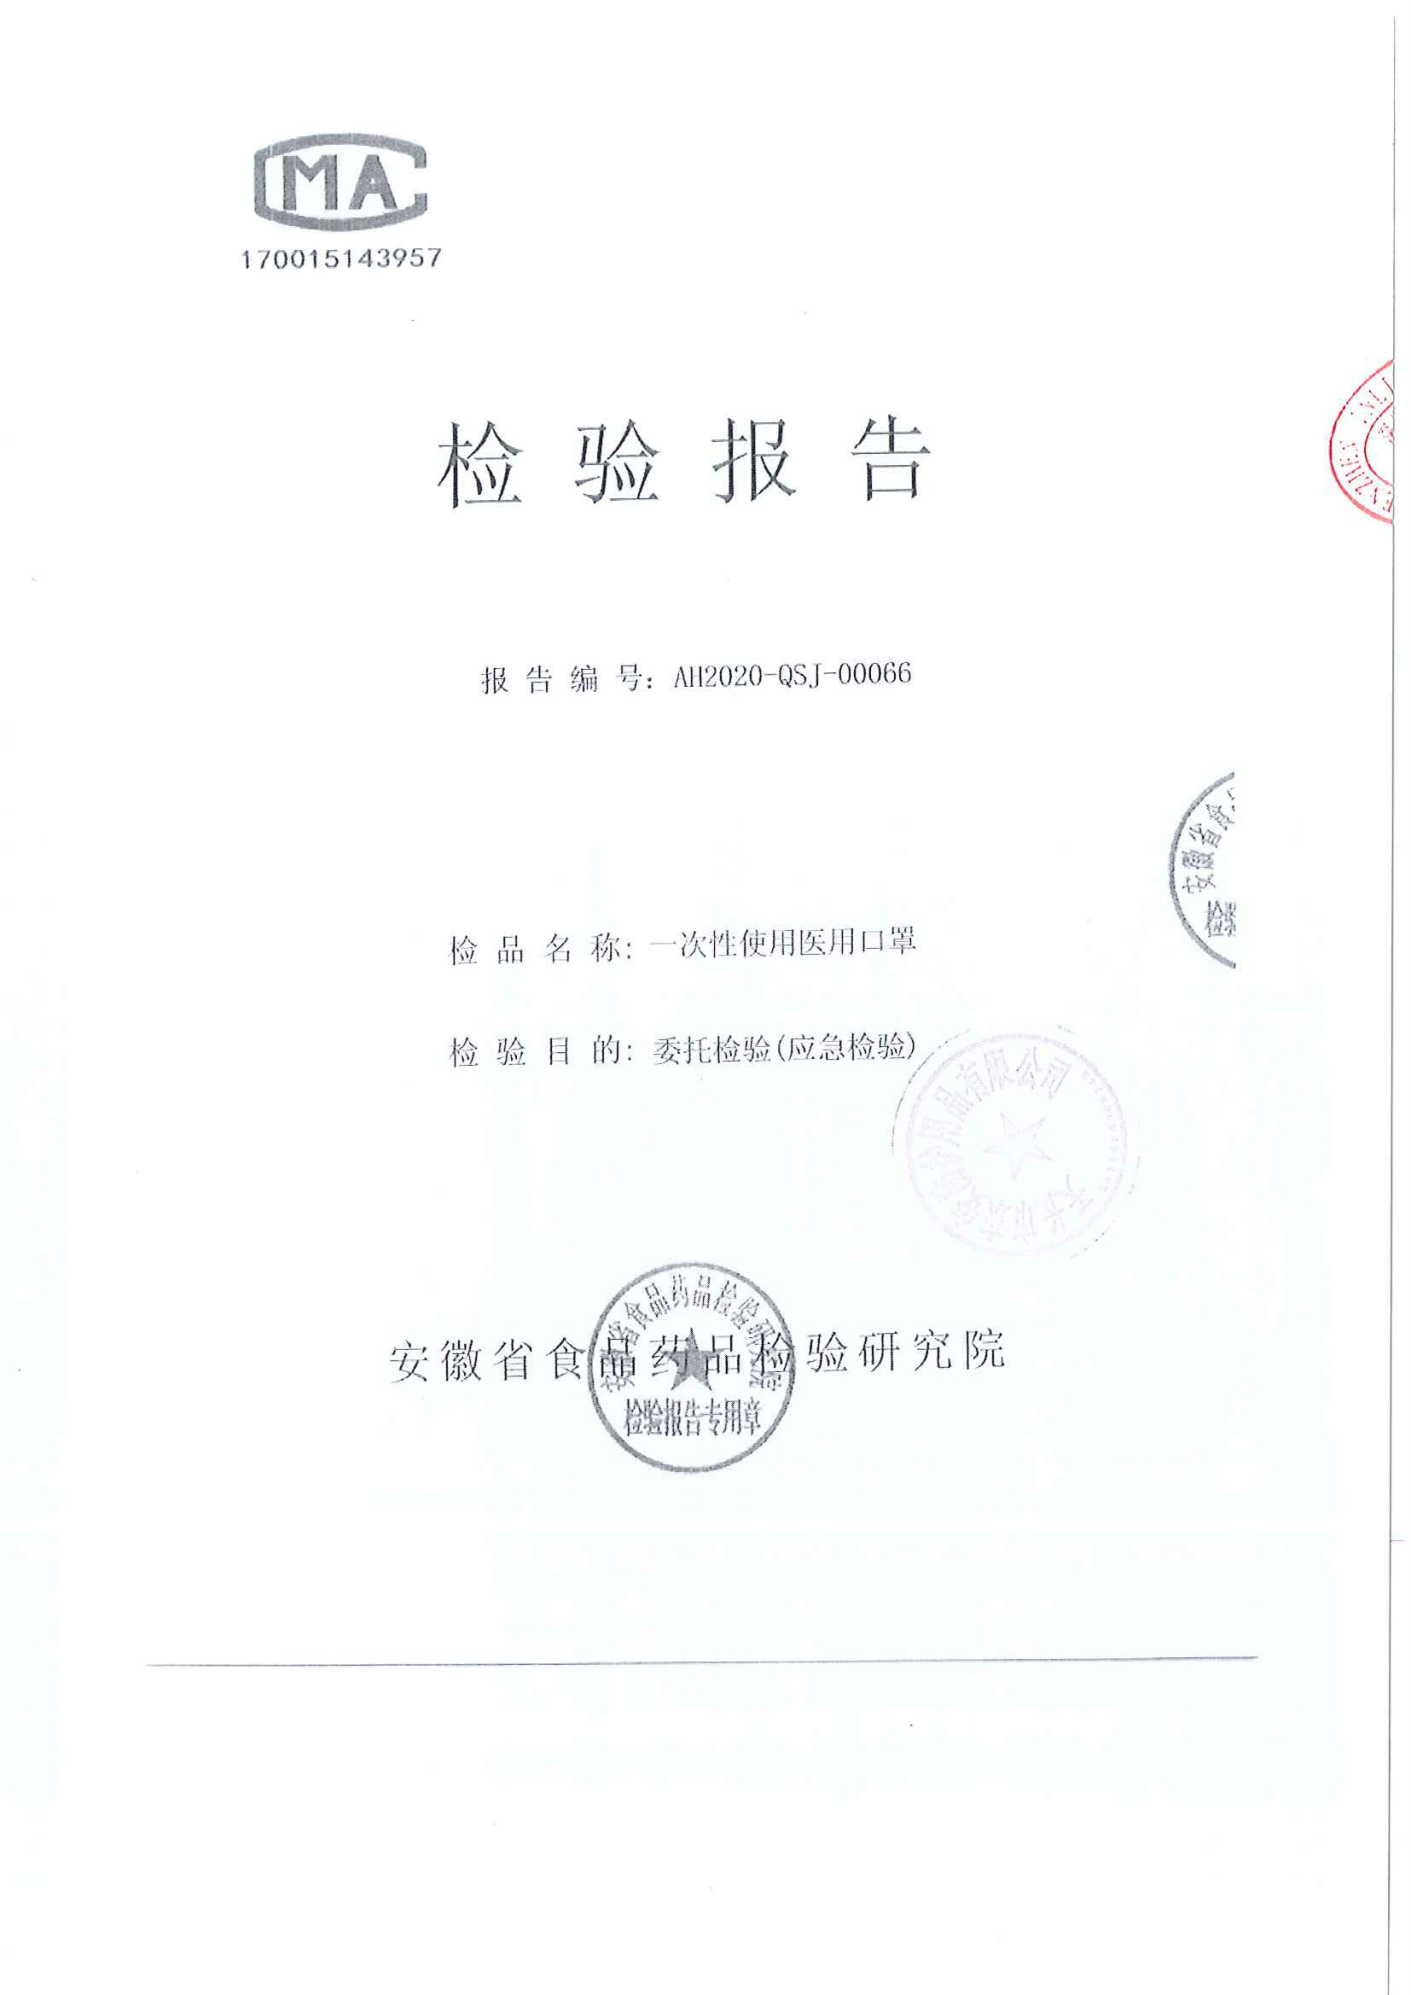 CMA
170015143957
检验报告
报告编号: AH2020-QSJ-00066
安徽省食
检品名称: 一次性使用医用口罩
检验目的: 委托检验(应急检验)
用品有限公司
安徽省食品药品检验研究院
安徽省食品药品检验研究院
检验报告专用章